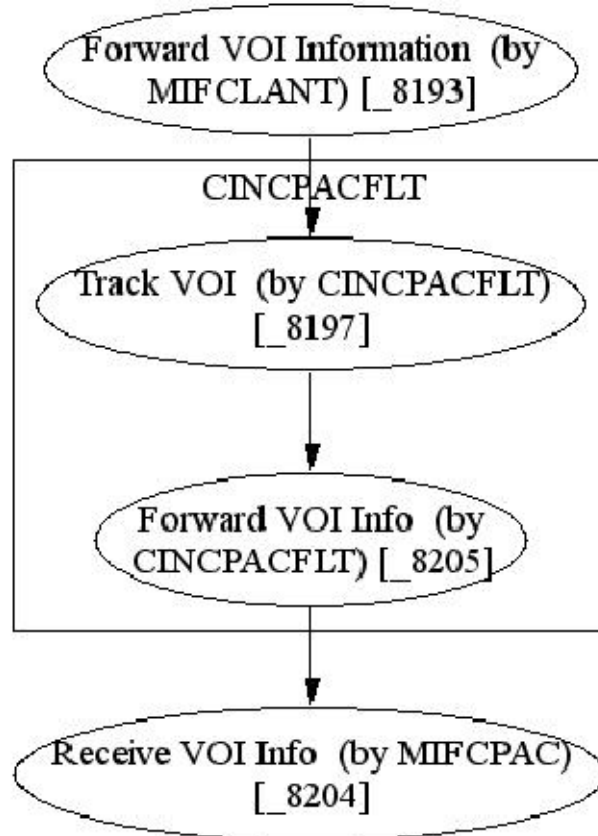 Forward VOI Information (by
MIFCLANT) [_8193]
CINCPACFLT
Track VOI (by CINCPACFLT)
[_8197]
Forward VOI Info (by
CINCPACFLT) [_8205]
Receive VOI Info (by MIFCPAC)
[_8204]